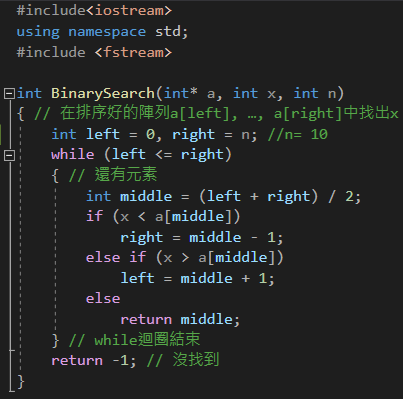 #include<iostream>
using namespace std;
#include <fstream>
int BinarySearch(int* a, int x, int n)
{ // 在排序好的陣列a[left], …, a[right]中找出x
int left = 0, right = n; //n= 10
while (left <= right)
{ // 還有元素
int middle = (left + right) / 2;
if (x < a[middle])
right = middle - 1;
else if (x > a[middle])
left = middle + 1;
else
return middle;
} // while迴圈結束
return -1; // 沒找到
}